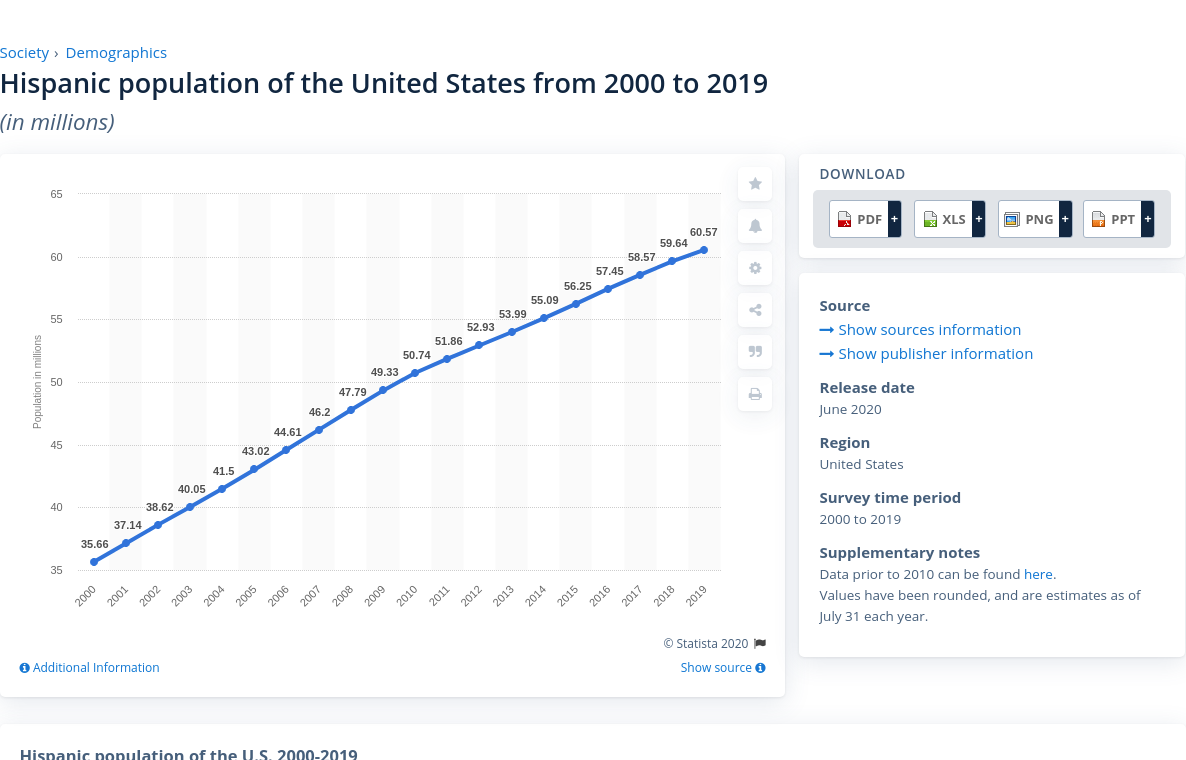 Society › Demographics
Hispanic population of the United States from 2000 to 2019
(in millions)
65
60
55
50
45
40
35
Population in millions
35.66
37.14
38.62
40.05
41.5
43.02
44.61
46.2
47.79
49.33
50.74
51.86
52.93
53.99
55.09
56.25
57.45
58.57
59.64
60.57
2000
2001
2002
2003
2004
2005
2006
2007
2008
2009
2010
2011
2012
2013
2014
2015
2016
2017
2018
2019
© Statista 2020
Additional Information
Show source
DOWNLOAD
PDF + XLS + PNG + PPT +
Source
Show sources information
Show publisher information
Release date
June 2020
Region
United States
Survey time period
2000 to 2019
Supplementary notes
Data prior to 2010 can be found here.
Values have been rounded, and are estimates as of
July 31 each year.
Hispanic population of the U.S. 2000-2019